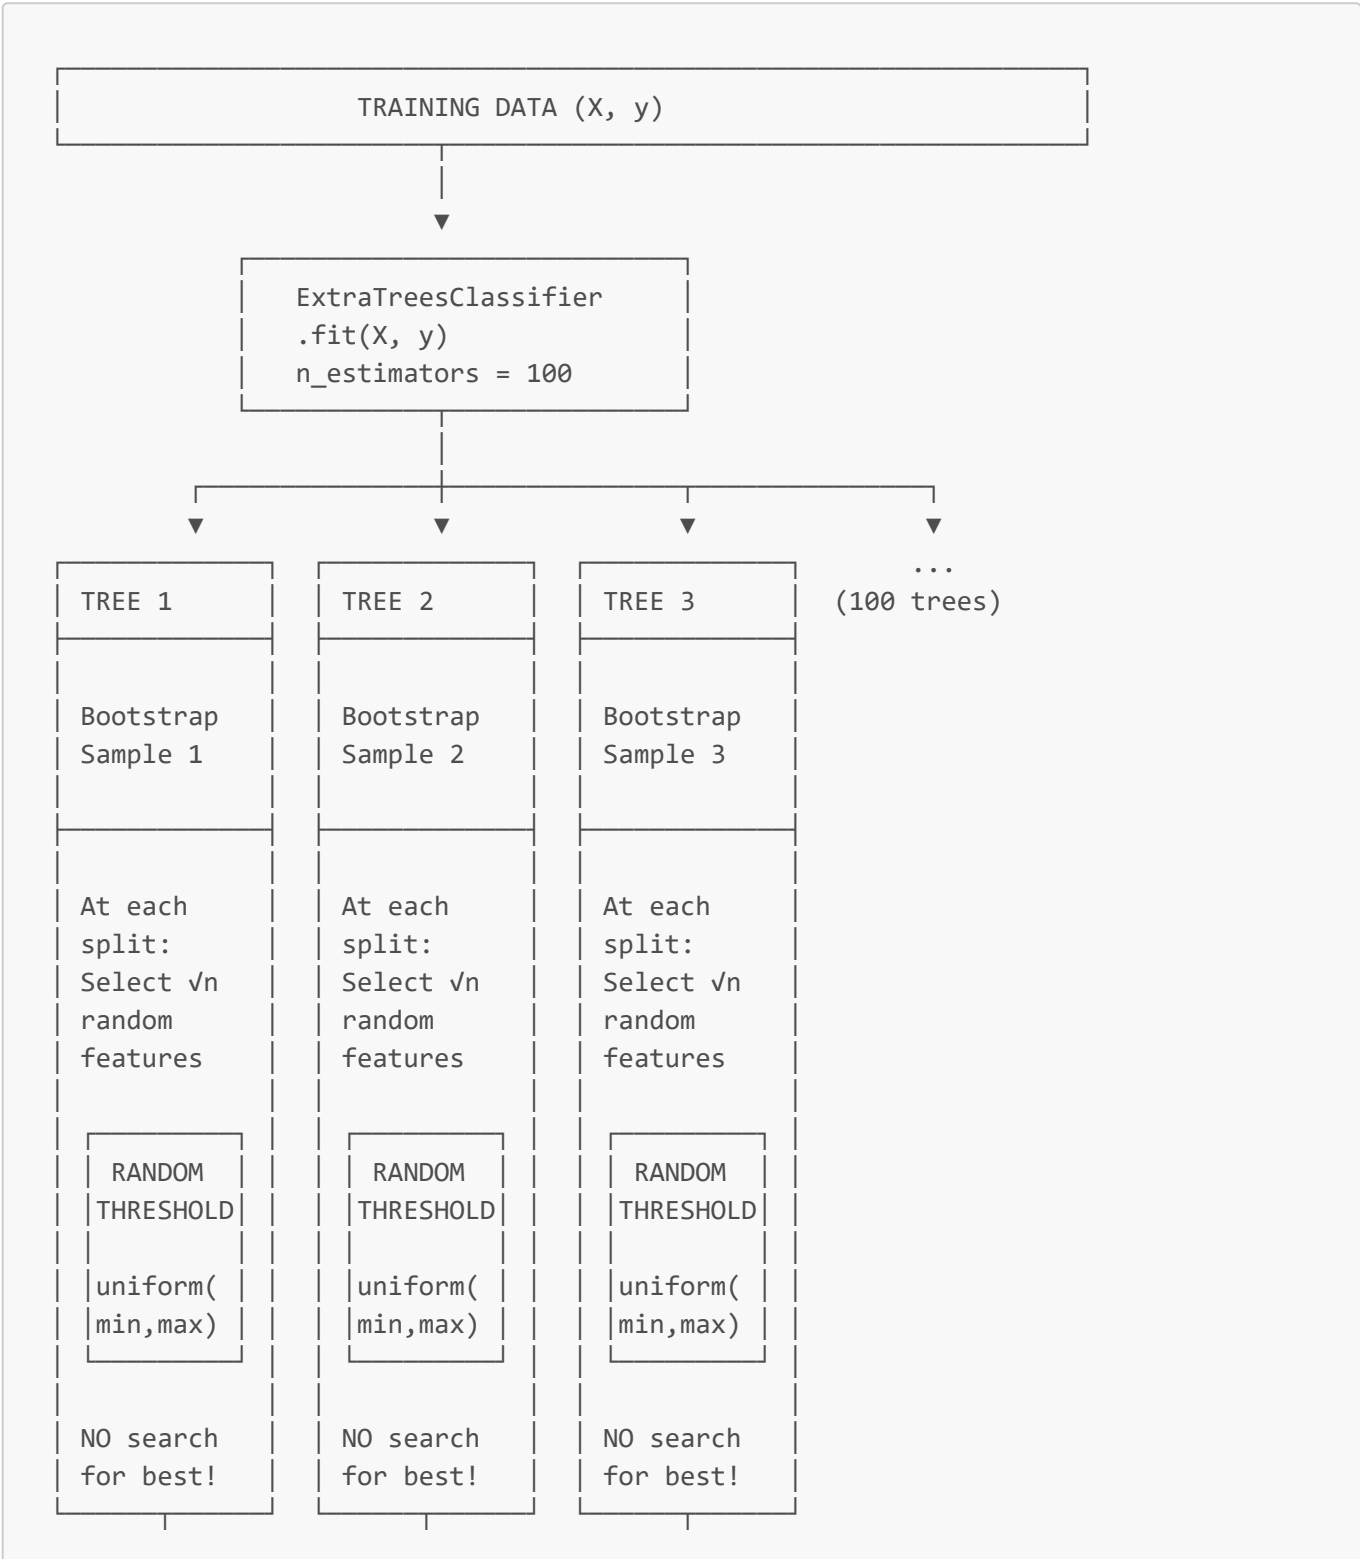 TRAINING DATA (X, y)
ExtraTreesClassifier
.fit(X, y)
n_estimators = 100
...
TREE 1 TREE 2 TREE 3 (100 trees)
Bootstrap Bootstrap Bootstrap
Sample 1 Sample 2 Sample 3
At each At each At each
split: split: split:
Select √n Select √n Select √n
random random random
features features features
RANDOM RANDOM RANDOM
THRESHOLD THRESHOLD THRESHOLD
uniform( uniform( uniform(
min,max) min,max) min,max)
NO search NO search NO search
for best! for best! for best!